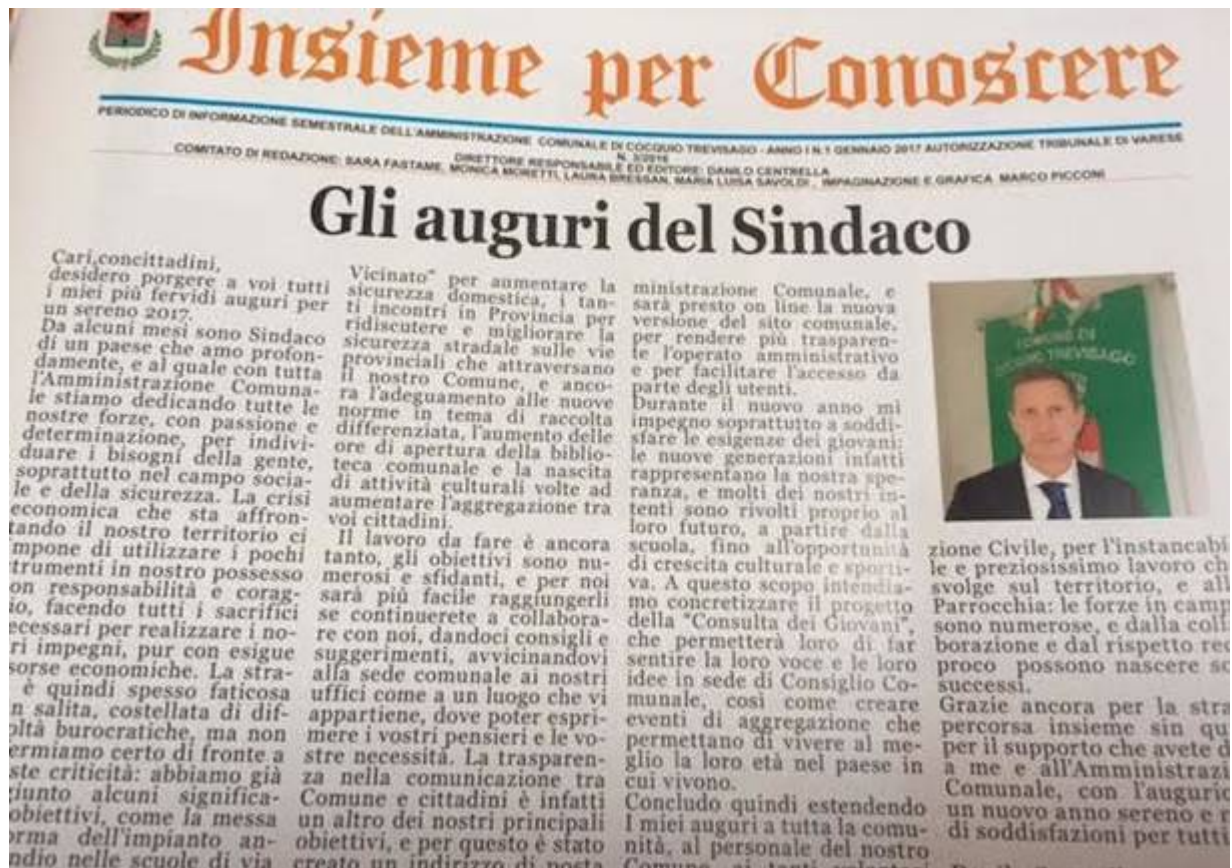 Insieme per Conoscere
PERIODICO DI INFORMAZIONE SEMESTRALE DELL'AMMINISTRAZIONE COMUNALE DI COCQUIO TREVISAGO - ANNO I N.1 GENNAIO 2017 AUTORIZZAZIONE TRIBUNALE DI VARESE
N. 3/2016
DIRETTORE RESPONSABILE ED EDITORE: DANILO CENTRELLA
COMITATO DI REDAZIONE: SARA FASTAME, MONICA MORETTI, LAURA BRESSAN, MARIA LUISA SAVOLDI , IMPAGINAZIONE E GRAFICA MARCO PICCONI
Gli auguri del Sindaco
Cari,concittadini,
desidero porgere a voi tutti
i miei più fervidi auguri per
un sereno 2017.
Da alcuni mesi sono Sindaco
di un paese che amo profon-
damente, e al quale con tutta
l'Amministrazione Comuna-
le stiamo dedicando tutte le
nostre forze, con passione e
determinazione, per indivi-
duare i bisogni della gente,
soprattutto nel campo socia-
le e della sicurezza. La crisi
economica che sta affron-
tando il nostro territorio ci
mpone di utilizzare i pochi
trumenti in nostro possesso
on responsabilità e corag-
io, facendo tutti i sacrifici
ecessari per realizzare i no-
ri impegni, pur con esigue
sorse economiche. La stra-
è quindi spesso faticosa
n salita, costellata di dif-
oltà burocratiche, ma non
ermiamo certo di fronte a
ste criticità: abbiamo già
giunto alcuni significa-
obiettivi, come la messa
orma dell'impianto an-
ndio nelle scuole di via
Vicinato" per aumentare la
sicurezza domestica, i tan-
ti incontri in Provincia per
ridiscutere e migliorare la
sicurezza stradale sulle vie
provinciali che attraversano
il nostro Comune, e anco-
ra l'adeguamento alle nuove
norme in tema di raccolta
differenziata, l'aumento delle
ore di apertura della biblio-
teca comunale e la nascita
di attività culturali volte ad
aumentare l'aggregazione tra
voi cittadini.
Il lavoro da fare è ancora
tanto, gli obiettivi sono nu-
merosi e sfidanti, e per noi
sarà più facile raggiungerli
se continuerete a collabora-
re con noi, dandoci consigli e
suggerimenti, avvicinandovi
alla sede comunale ai nostri
uffici come a un luogo che vi
appartiene, dove poter espri-
mere i vostri pensieri e le vo-
stre necessità. La trasparen-
za nella comunicazione tra
Comune e cittadini è infatti
un altro dei nostri principali
obiettivi, e per questo è stato
creato un indirizzo di posta
ministrazione Comunale, e
sarà presto on line la nuova
versione del sito comunale,
per rendere più trasparen-
te l'operato amministrativo
e per facilitare l'accesso da
parte degli utenti.
Durante il nuovo anno mi
impegno soprattutto a soddi-
sfare le esigenze dei giovani;
le nuove generazioni infatti
rappresentano la nostra spe-
ranza, e molti dei nostri in-
tenti sono rivolti proprio al
loro futuro, a partire dalla
scuola, fino all'opportunità
di crescita culturale e sporti-
va. A questo scopo intendia-
mo concretizzare il progetto
della "Consulta dei Giovani",
che permetterà loro di far
sentire la loro voce e le loro
idee in sede di Consiglio Co-
munale, così come creare
eventi di aggregazione che
permettano di vivere al me-
glio la loro età nel paese in
cui vivono.
Concludo quindi estendendo
I miei auguri a tutta la comu-
nità, al personale del nostro
COMUNE DI
COCQUIO TREVISAGO
zione Civile, per l'instancabi
le e preziosissimo lavoro ch
svolge sul territorio, e all
Parrocchia: le forze in camp
sono numerose, e dalla coll
borazione e dal rispetto rec
proco possono nascere so
successi.
Grazie ancora per la stra
percorsa insieme sin qu
per il supporto che avete
a me e all'Amministrazi
Comunale, con l'augurio
un nuovo anno sereno e
di soddisfazioni per tutti